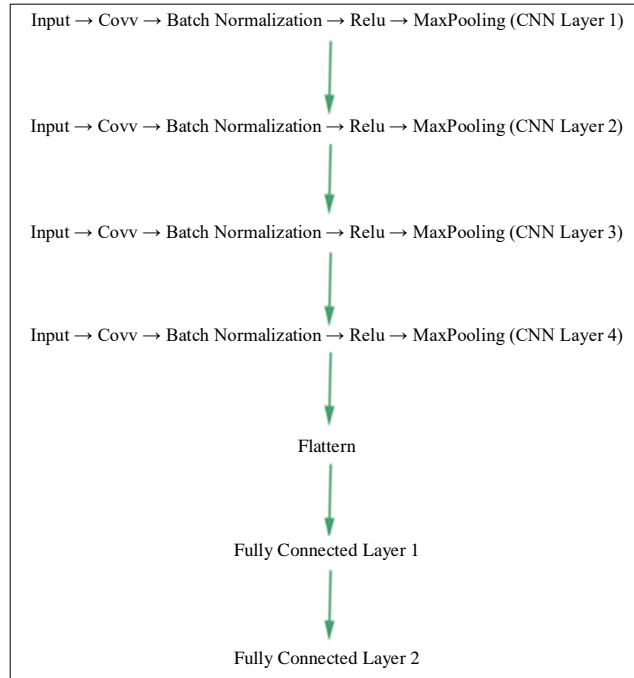 Input → Covv → Batch Normalization → Relu → MaxPooling (CNN Layer 1)
Input → Covv → Batch Normalization → Relu → MaxPooling (CNN Layer 2)
Input → Covv → Batch Normalization → Relu → MaxPooling (CNN Layer 3)
Input → Covv → Batch Normalization → Relu → MaxPooling (CNN Layer 4)
Flattern
Fully Connected Layer 1
Fully Connected Layer 2